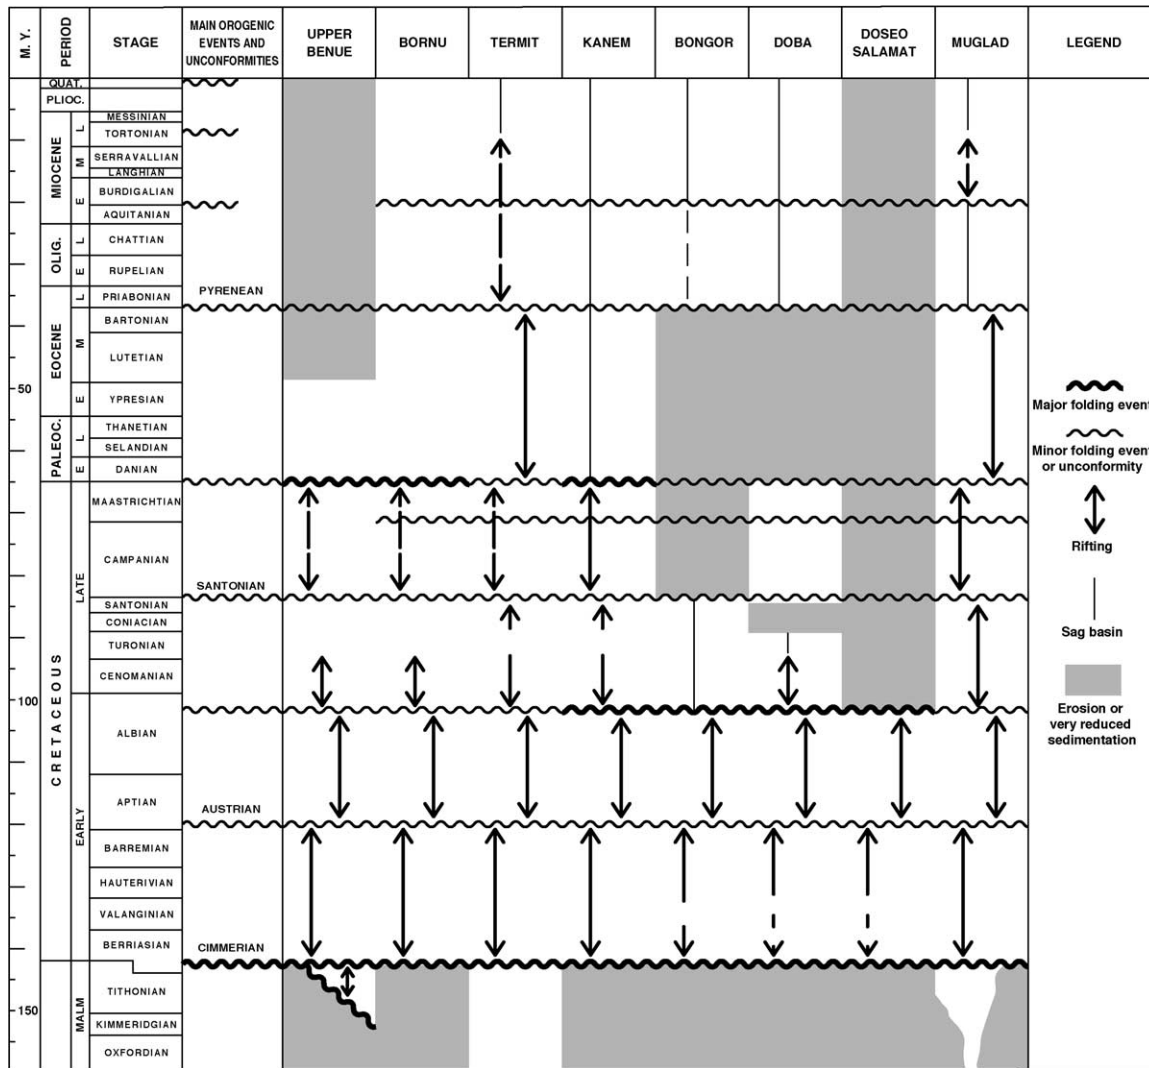 M. Y.
PERIOD
STAGE
MAIN OROGENIC
EVENTS AND
UNCONFORMITIES
UPPER
BENUE
BORNU
TERMIT
KANEM
BONGOR
DOBA
DOSEO
SALAMAT
MUGLAD
LEGEND
QUAT.
PLIOC.
MIOCENE
L
M
E
MESSINIAN
TORTONIAN
SERRAVALLIAN
LANGHIAN
BURDIGALIAN
AQUITANIAN
OLIG.
L
E
CHATTIAN
RUPELIAN
EOCENE
L
M
E
PRIABONIAN
BARTONIAN
LUTETIAN
YPRESIAN
PYRENEAN
50
PALEOC.
L
E
THANETIAN
SELANDIAN
DANIAN
CRETACEOUS
LATE
MAASTRICHTIAN
CAMPANIAN
SANTONIAN
SANTONIAN
CONIACIAN
TURONIAN
CENOMANIAN
100
EARLY
ALBIAN
APTIAN
AUSTRIAN
BARREMIAN
HAUTERIVIAN
VALANGINIAN
BERRIASIAN
CIMMERIAN
MALM
TITHONIAN
150
KIMMERIDGIAN
OXFORDIAN
Major folding event
Minor folding event
or unconformity
Rifting
Sag basin
Erosion or
very reduced
sedimentation